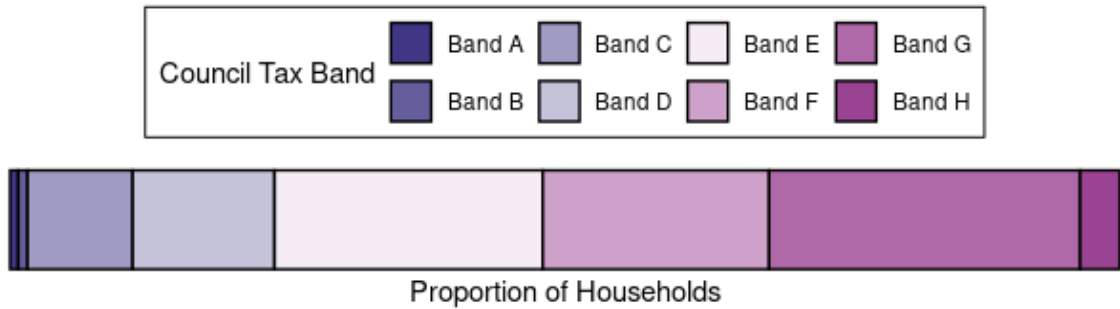 Council Tax Band
Band A
Band C
Band E
Band G
Band B
Band D
Band F
Band H
Proportion of Households